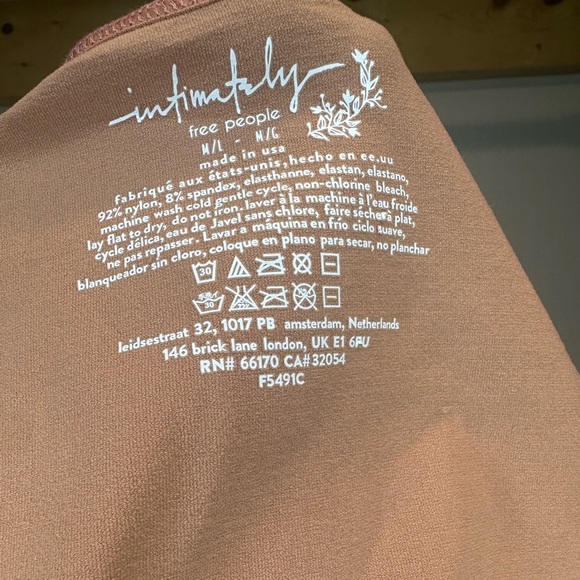 intimately
free people
M/L - M/G
made in usa
fabriqué aux états-unis, hecho en ee.uu
92% nylon, 8% spandex, elasthanne, elastan, elastano,
machine wash cold gentle cycle, non-chlorine bleach,
lay flat to dry, do not iron. laver à la machine à l'eau froide
cycle délica, eau de Javel sans chlore, faire sécher à plat,
ne pas repasser. Lavar a máquina en frío ciclo suave,
blanqueador sin cloro, coloque en plano para secar, no planchar
30
30
leidsestraat 32, 1017 PB amsterdam, Netherlands
146 brick lane london, UK E1 6RU
RN# 66170 CA# 32054
F5491C